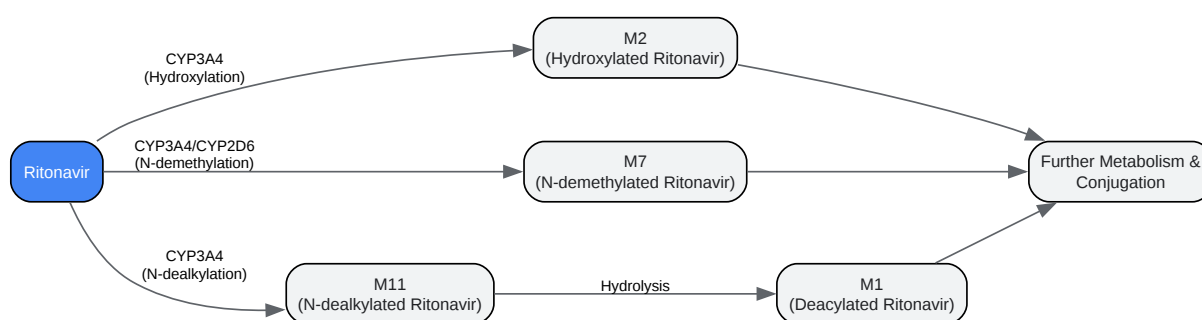 M2
(Hydroxylated Ritonavir)
CYP3A4
(Hydroxylation)
Ritonavir
CYP3A4/CYP2D6
(N-demethylation)
M7
(N-demethylated Ritonavir)
Further Metabolism &
Conjugation
CYP3A4
(N-dealkylation)
M11
(N-dealkylated Ritonavir)
Hydrolysis
M1
(Deacylated Ritonavir)